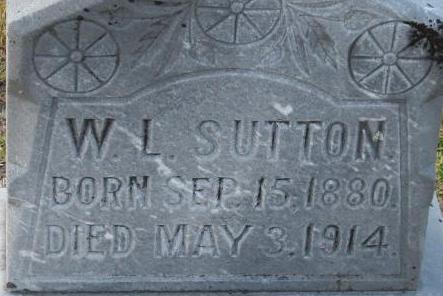 W. L. SUTTON.
BORN SEP. 15, 1880.
DIED MAY 3, 1914.